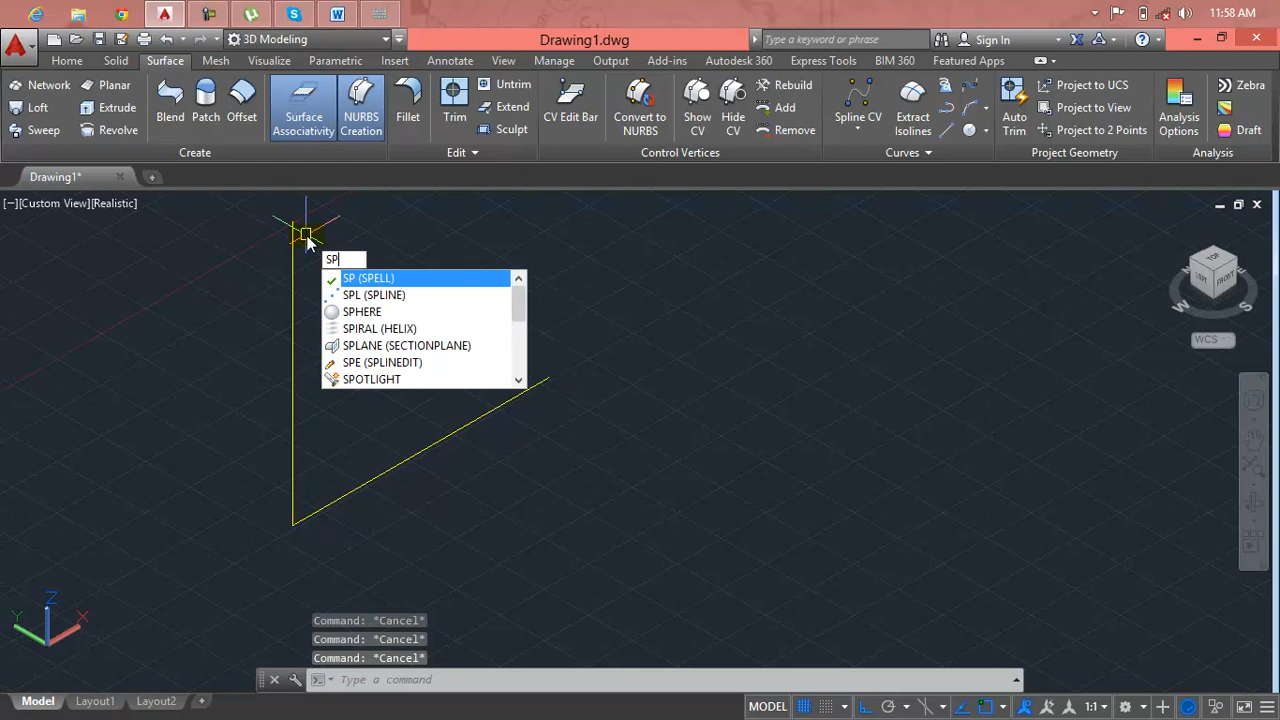 11:58 AM
3D Modeling
Drawing1.dwg
Type a keyword or phrase
Sign In
Home Solid Surface Mesh Visualize Parametric Insert Annotate View Manage Output Add-ins Autodesk 360 Express Tools BIM 360 Featured Apps
Network Planar
Loft Extrude
Sweep Revolve
Blend Patch Offset
Surface Associativity
NURBS Creation
Fillet
Trim
Untrim
Extend
Sculpt
CV Edit Bar
Convert to NURBS
Show CV
Hide CV
Rebuild
Add
Remove
Spline CV
Extract Isolines
Auto Trim
Project to UCS
Project to View
Project to 2 Points
Analysis Options
Zebra
Draft
Create Edit Control Vertices Curves Project Geometry Analysis
Drawing1*
[−][Custom View][Realistic]
SP
SP (SPELL)
SPL (SPLINE)
SPHERE
SPIRAL (HELIX)
SPLANE (SECTIONPLANE)
SPE (SPLINEDIT)
SPOTLIGHT
TOP
LEFT FRONT
W S E
WCS
Z
Y X
Command: *Cancel*
Command: *Cancel*
Command: *Cancel*
Type a command
Model Layout1 Layout2
MODEL 1:1